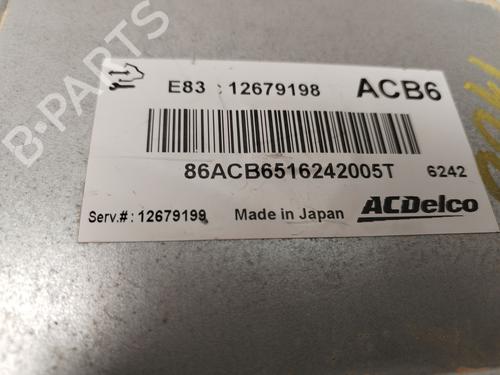 E83 : 12679198 ACB6
86ACB6516242005T 6242
Serv.#: 12679199 Made in Japan ACDelco
B-PARTS